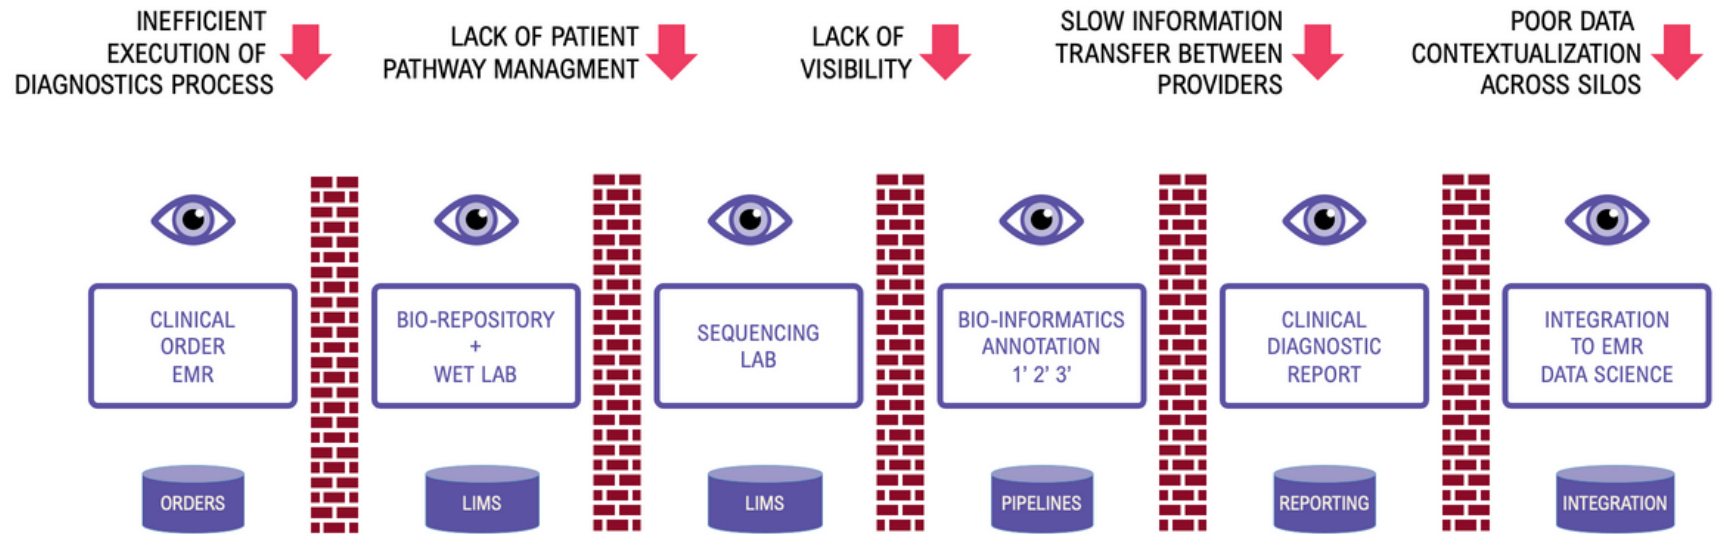 INEFFICIENT
EXECUTION OF
DIAGNOSTICS PROCESS
LACK OF PATIENT
PATHWAY MANAGMENT
LACK OF
VISIBILITY
SLOW INFORMATION
TRANSFER BETWEEN
PROVIDERS
POOR DATA
CONTEXTUALIZATION
ACROSS SILOS
CLINICAL
ORDER
EMR
BIO-REPOSITORY
+
WET LAB
SEQUENCING
LAB
BIO-INFORMATICS
ANNOTATION
1' 2' 3'
CLINICAL
DIAGNOSTIC
REPORT
INTEGRATION
TO EMR
DATA SCIENCE
ORDERS
LIMS
LIMS
PIPELINES
REPORTING
INTEGRATION